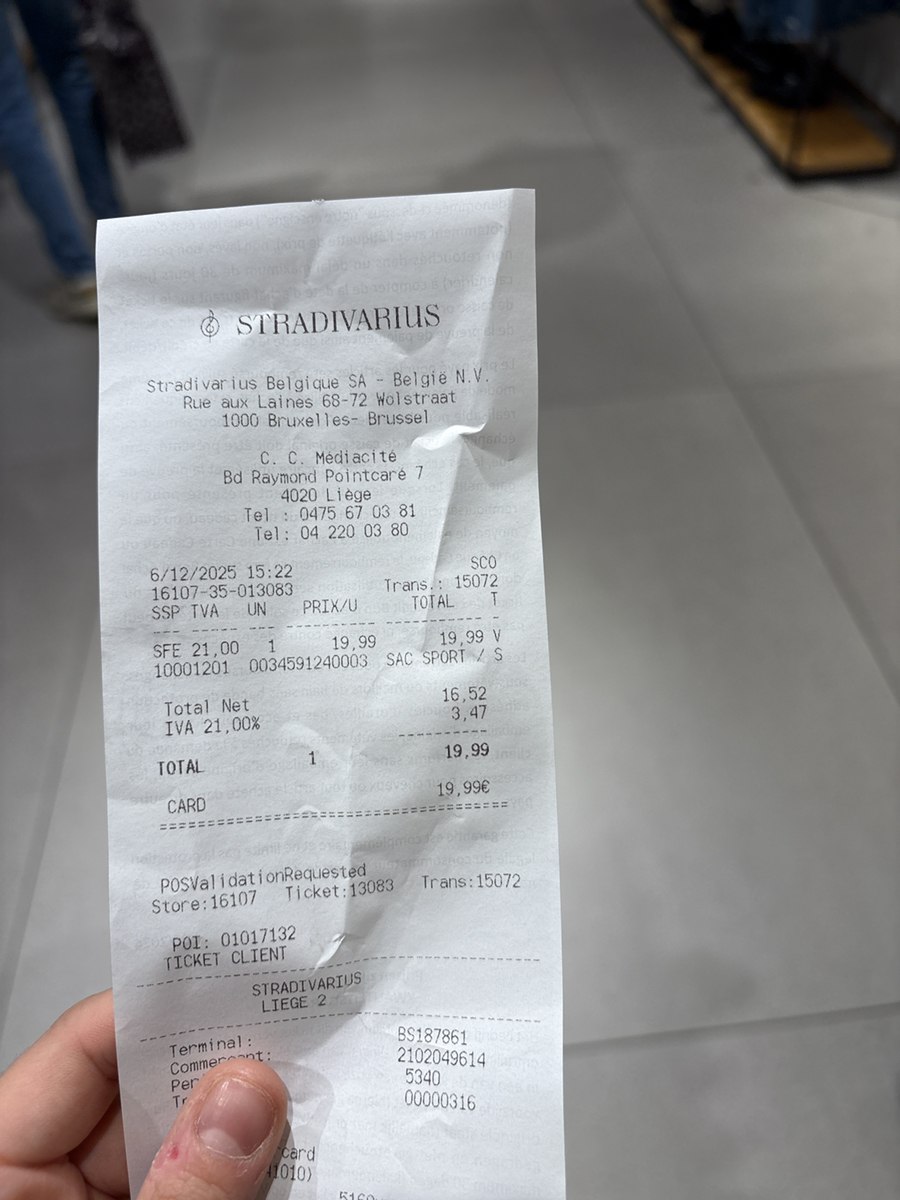 STRADIVARIUS
Stradivarius Belgique SA - België N.V.
Rue aux Laines 68-72 Wolstraat
1000 Bruxelles- Brussel
C. C. Médiacité
Bd Raymond Pointcaré 7
4020 Liège
Tel : 0475 67 03 81
Tel: 04 220 03 80
6/12/2025 15:22 SCO
16107-35-013083 Trans.: 15072
SSP TVA UN PRIX/U TOTAL T
--- ----- --- ------- -------- -
SFE 21,00 1 19,99 19,99 V
10001201 0034591240003 SAC SPORT / S
Total Net 16,52
IVA 21,00% 3,47
----------
TOTAL 1 19,99
CARD 19,99€
========================================
POSValidationRequested
Store:16107 Ticket:13083 Trans:15072
POI: 01017132
TICKET CLIENT
----------------------------------------
STRADIVARIUS
LIEGE 2
----------------------------------------
Terminal: BS187861
2102049614
5340
00000316